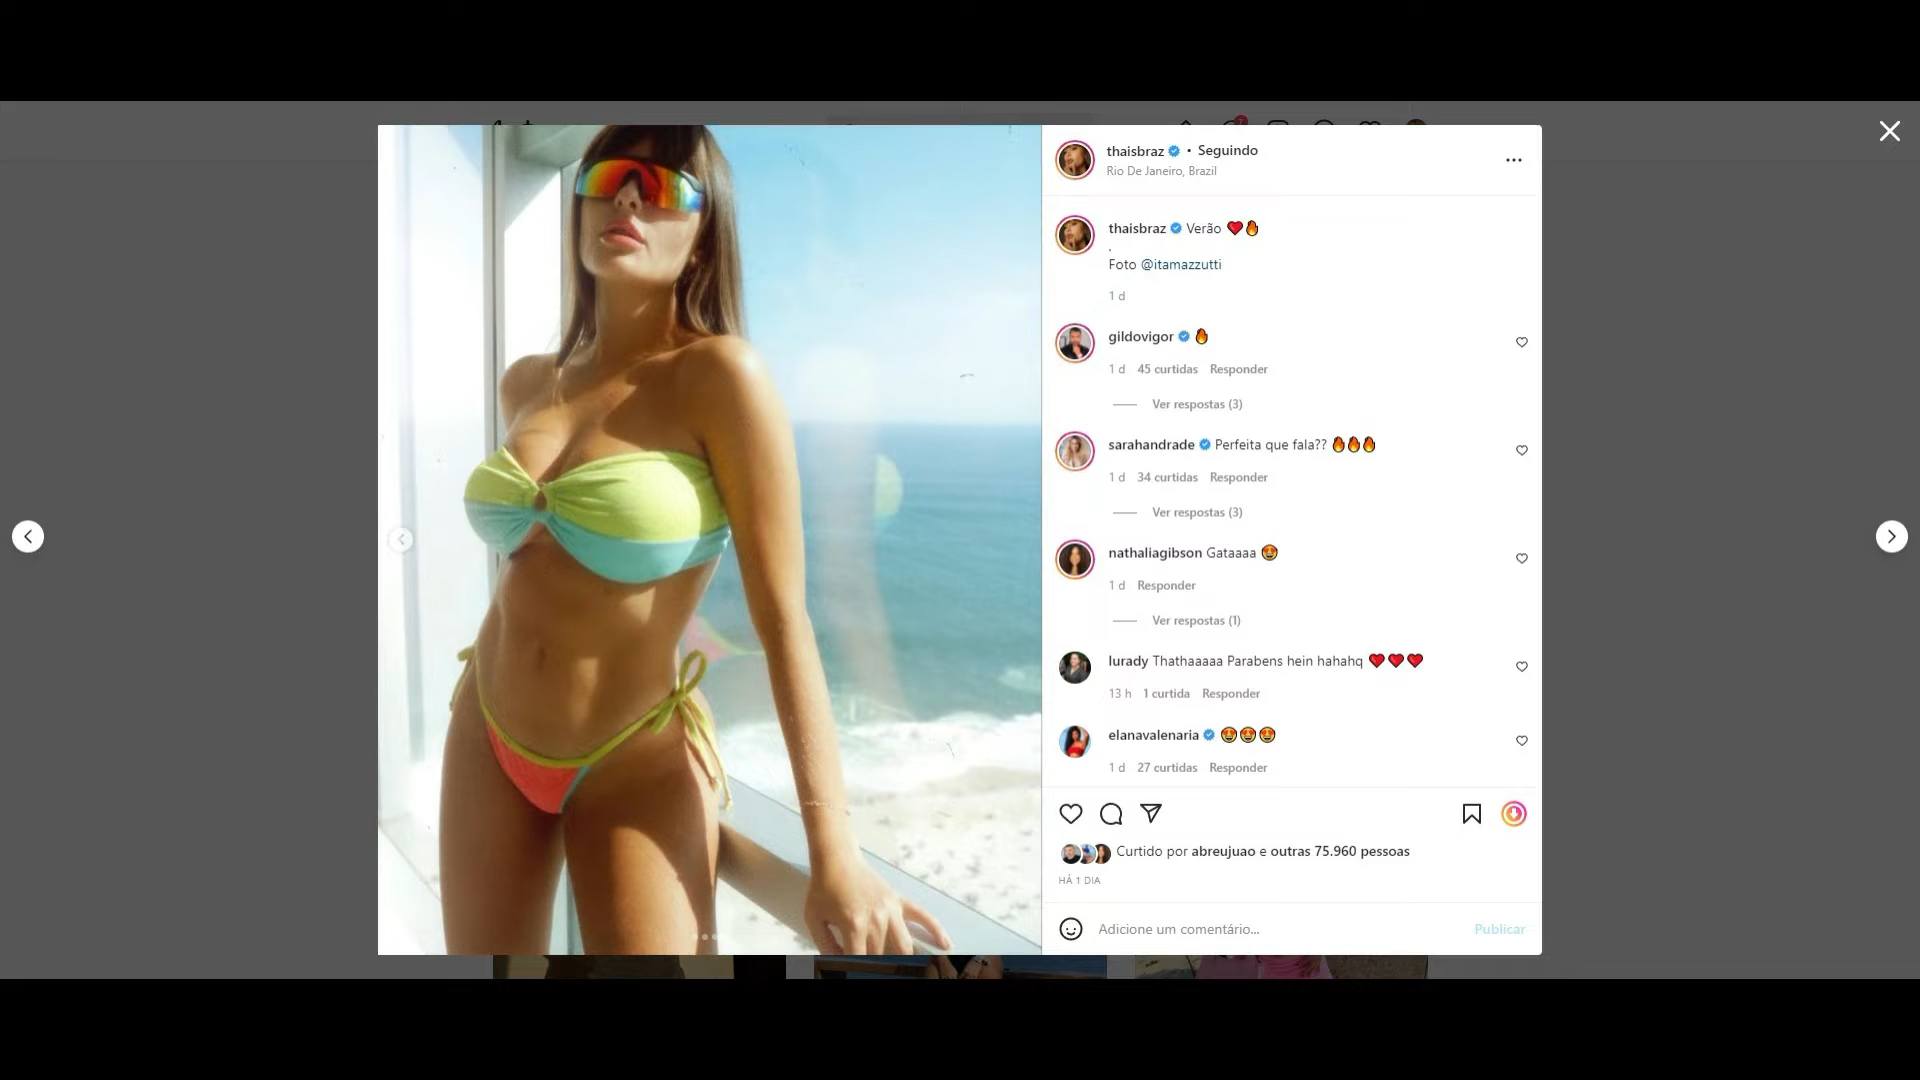 thaisbraz • Seguindo
Rio De Janeiro, Brazil
thaisbraz Verão ❤️🔥
.
Foto @itamazzutti
1 d
gildovigor 🔥
1 d 45 curtidas Responder
Ver respostas (3)
sarahandrade Perfeita que fala?? 🔥🔥🔥
1 d 34 curtidas Responder
Ver respostas (3)
nathaliagibson Gataaaa 😍
1 d Responder
Ver respostas (1)
lurady Thathaaaaa Parabens hein hahahq ❤️❤️❤️
13 h 1 curtida Responder
elanavalenaria 😍😍😍
1 d 27 curtidas Responder
Curtido por abreujuao e outras 75.960 pessoas
HÁ 1 DIA
Adicione um comentário...
Publicar